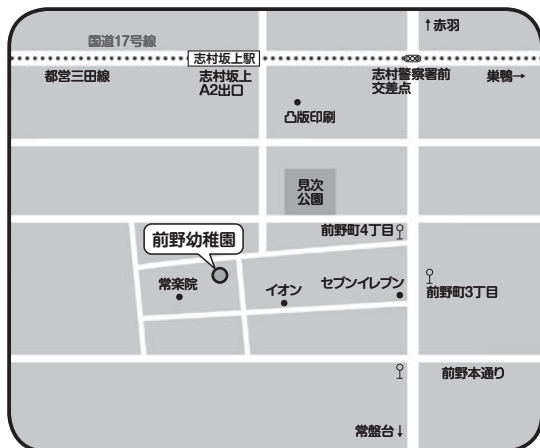 ↑赤羽
国道17号線
志村坂上駅
都営三田線
志村坂上
A2出口
志村警察署前
交差点
巣鴨→
凸版印刷
見次
公園
前野町4丁目
前野幼稚園
常楽院
イオン
セブンイレブン
前野町3丁目
前野本通り
常盤台↓